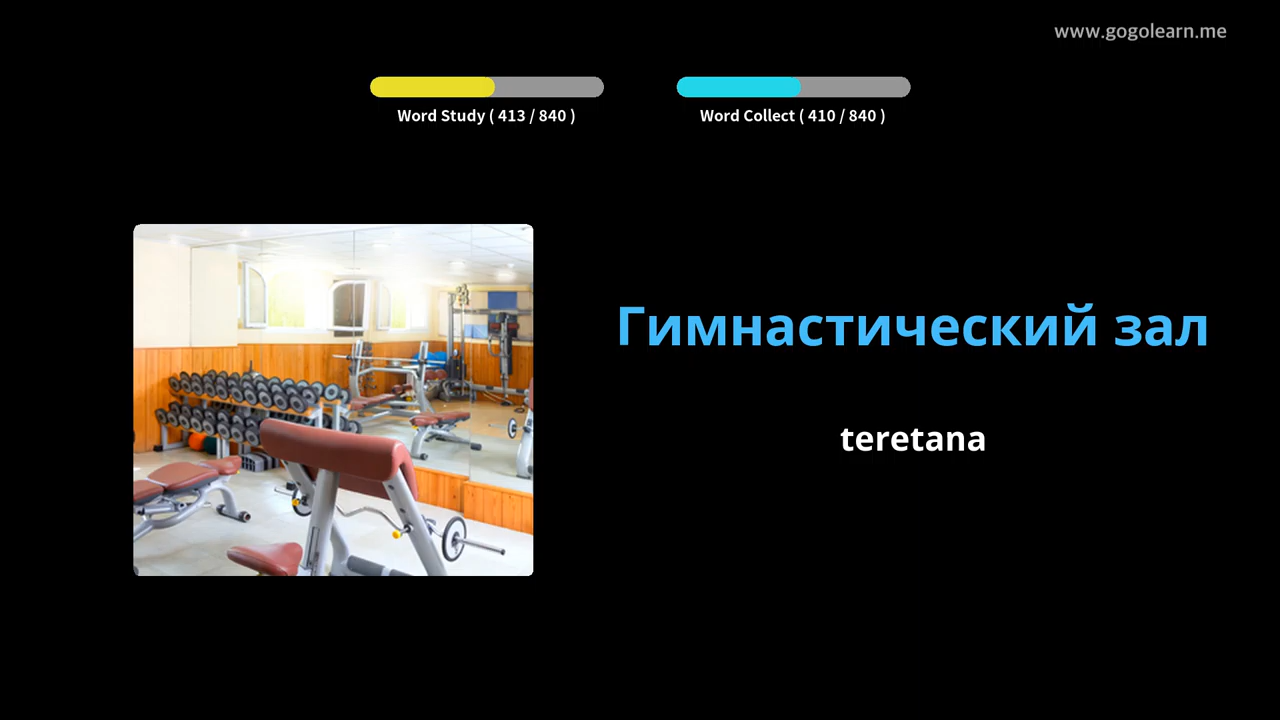 www.gogolearn.me
Word Study ( 413 / 840 )
Word Collect ( 410 / 840 )
Гимнастический зал
teretana